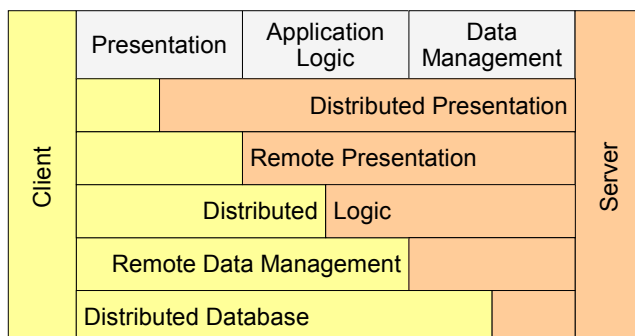 Client
Presentation
Application
Logic
Data
Management
Distributed Presentation
Remote Presentation
Distributed Logic
Remote Data Management
Distributed Database
Server